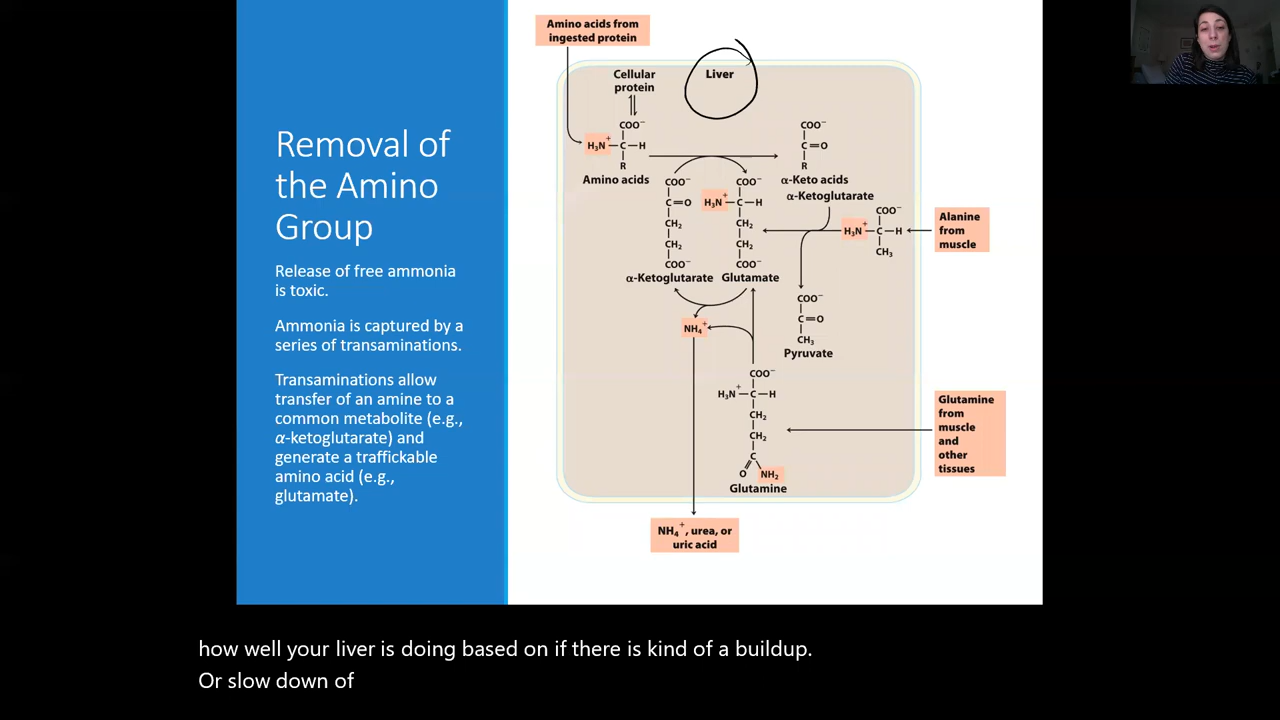 Removal of
the Amino
Group
Release of free ammonia
is toxic.
Ammonia is captured by a
series of transaminations.
Transaminations allow
transfer of an amine to a
common metabolite (e.g.,
α-ketoglutarate) and
generate a traffickable
amino acid (e.g.,
glutamate).
Amino acids from
ingested protein
Cellular
protein
Liver
COO⁻
H₃N⁺—C—H
R
Amino acids
COO⁻
C=O
R
α-Keto acids
COO⁻
C=O
CH₂
CH₂
COO⁻
α-Ketoglutarate
COO⁻
H₃N⁺—C—H
CH₂
CH₂
COO⁻
Glutamate
α-Ketoglutarate
COO⁻
H₃N⁺—C—H
CH₃
Alanine
from
muscle
NH₄⁺
COO⁻
C=O
CH₃
Pyruvate
COO⁻
H₃N⁺—C—H
CH₂
CH₂
C
O NH₂
Glutamine
Glutamine
from
muscle
and
other
tissues
NH₄⁺, urea, or
uric acid
how well your liver is doing based on if there is kind of a buildup.
Or slow down of